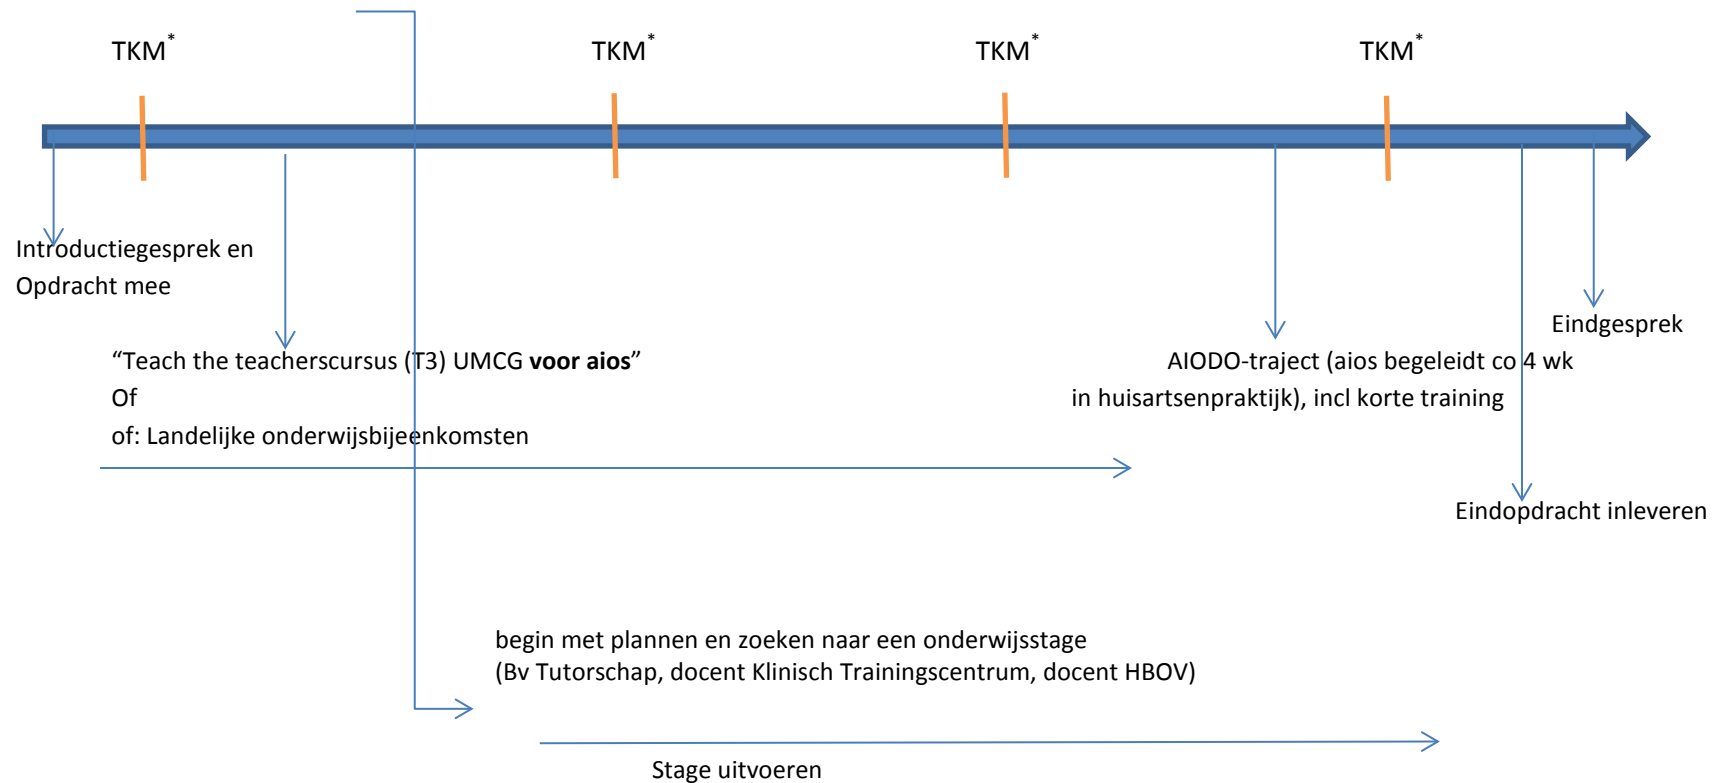 TKM*
TKM*
TKM*
TKM*
Introductiegesprek en
Opdracht mee
Eindgesprek
“Teach the teacherscursus (T3) UMCG voor aios”
Of
of: Landelijke onderwijsbijeenkomsten
AIODO-traject (aios begeleidt co 4 wk
in huisartsenpraktijk), incl korte training
Eindopdracht inleveren
begin met plannen en zoeken naar een onderwijsstage
(Bv Tutorschap, docent Klinisch Trainingscentrum, docent HBOV)
Stage uitvoeren